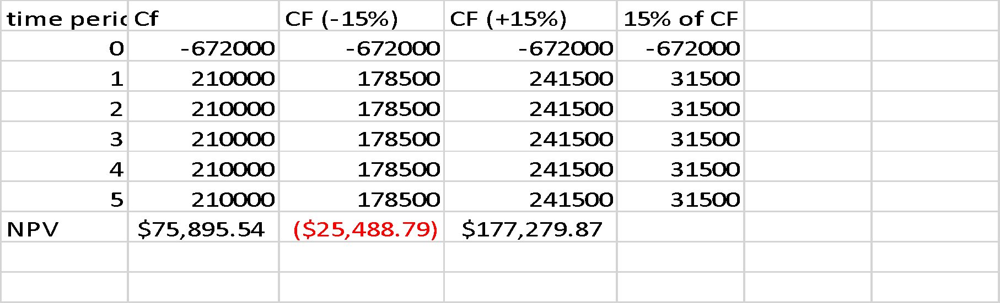 time peric Cf CF (-15%) CF (+15%) 15% of CF
0 -672000 -672000 -672000 -672000
1 210000 178500 241500 31500
2 210000 178500 241500 31500
3 210000 178500 241500 31500
4 210000 178500 241500 31500
5 210000 178500 241500 31500
NPV $75,895.54 ($25,488.79) $177,279.87